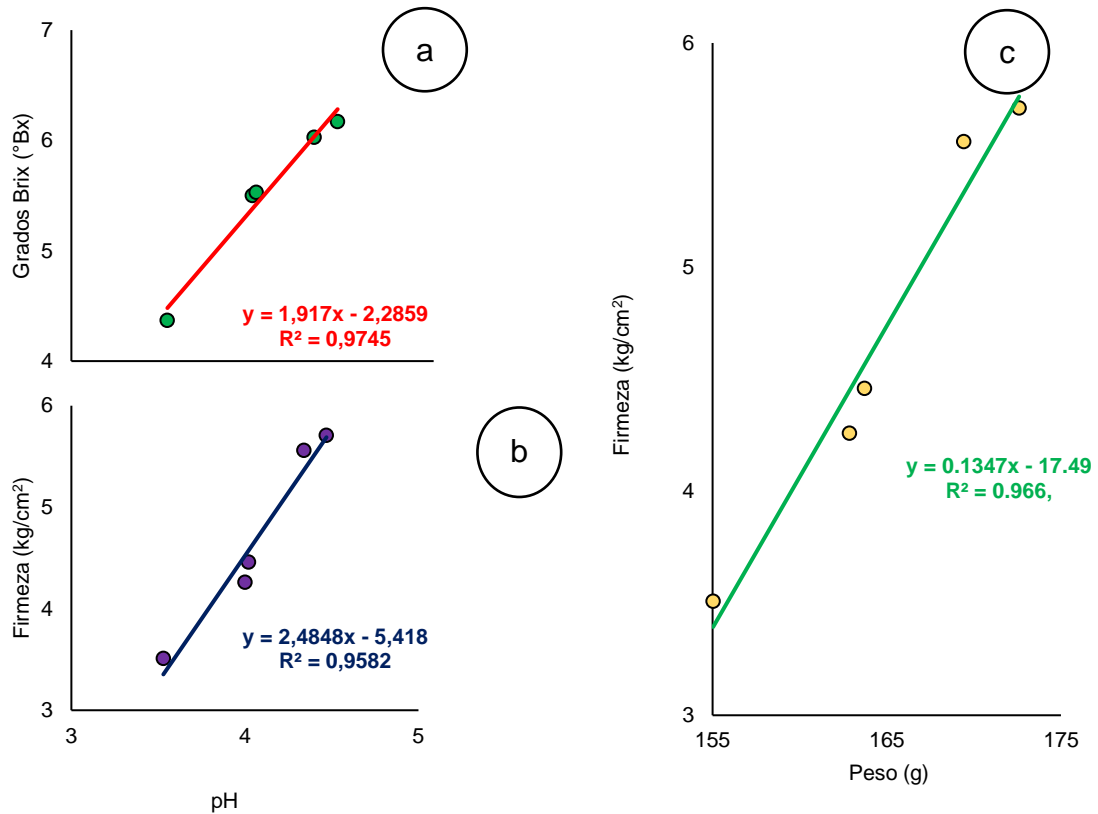 a
7
6
5
4
Grados Brix (°Bx)
y = 1,917x - 2,2859
R² = 0,9745
b
6
5
4
3
Firmeza (kg/cm²)
y = 2,4848x - 5,418
R² = 0,9582
3 4 5
pH
c
6
5
4
3
Firmeza (kg/cm²)
y = 0.1347x - 17.49
R² = 0.966,
155 165 175
Peso (g)